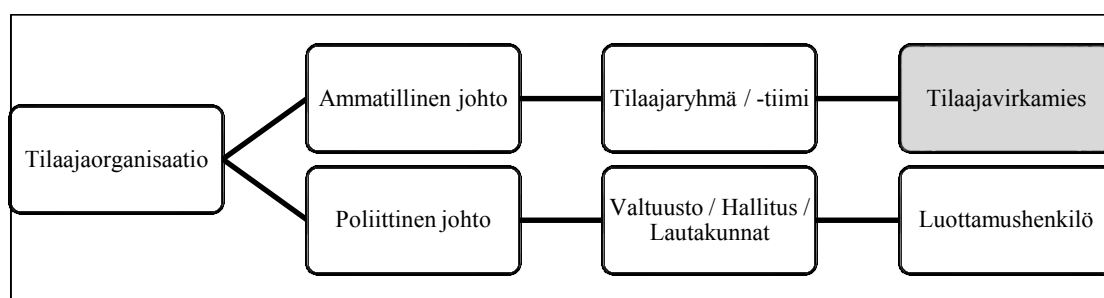 Tilaajaorganisaatio
Ammatillinen johto
Tilaajaryhmä / -tiimi
Tilaajavirkamies
Poliittinen johto
Valtuusto / Hallitus /
Lautakunnat
Luottamushenkilö